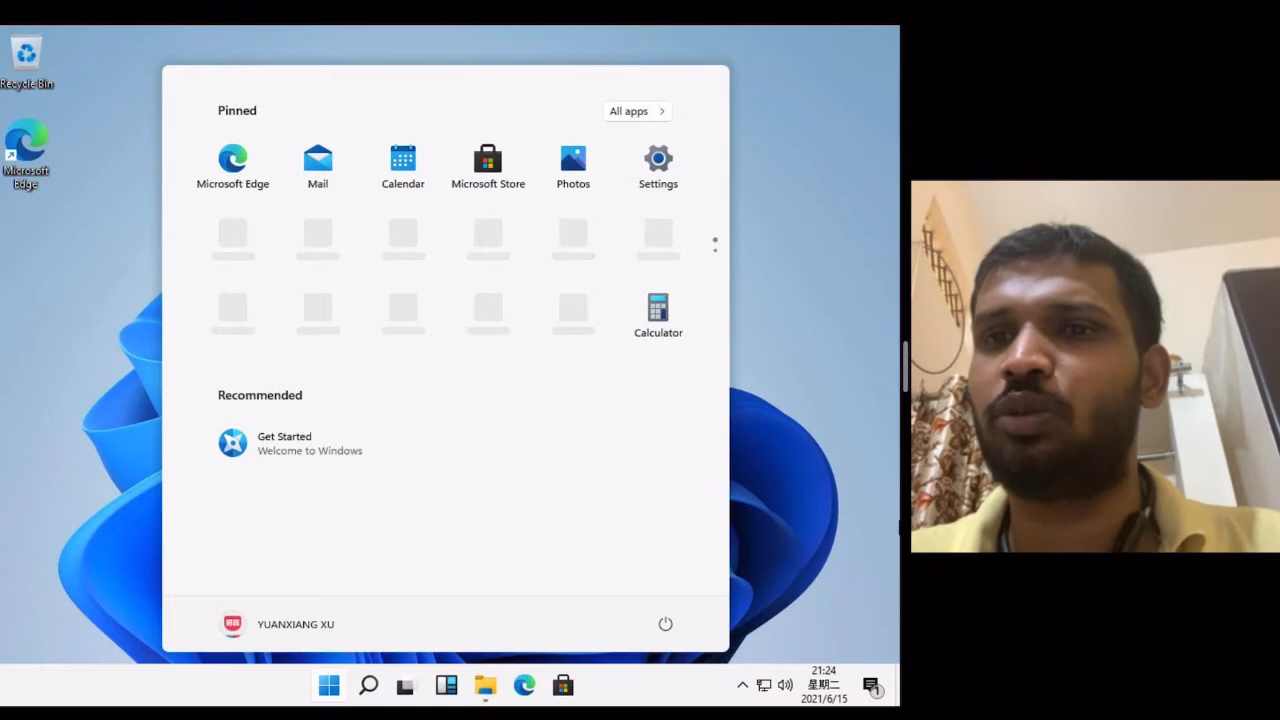 Recycle Bin
Microsoft
Edge
Pinned
All apps
Microsoft Edge
Mail
Calendar
Microsoft Store
Photos
Settings
Calculator
Recommended
Get Started
Welcome to Windows
YUANXIANG XU
21:24
星期二
2021/6/15
1